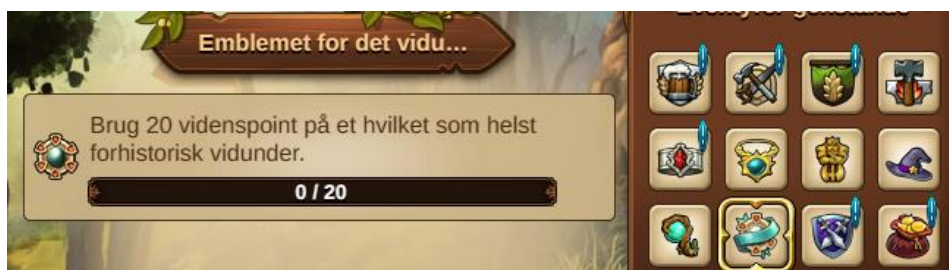 Emblemet for det vidu...
Brug 20 videnspoint på et hvilket som helst
forhistorisk vidunder.
0 / 20